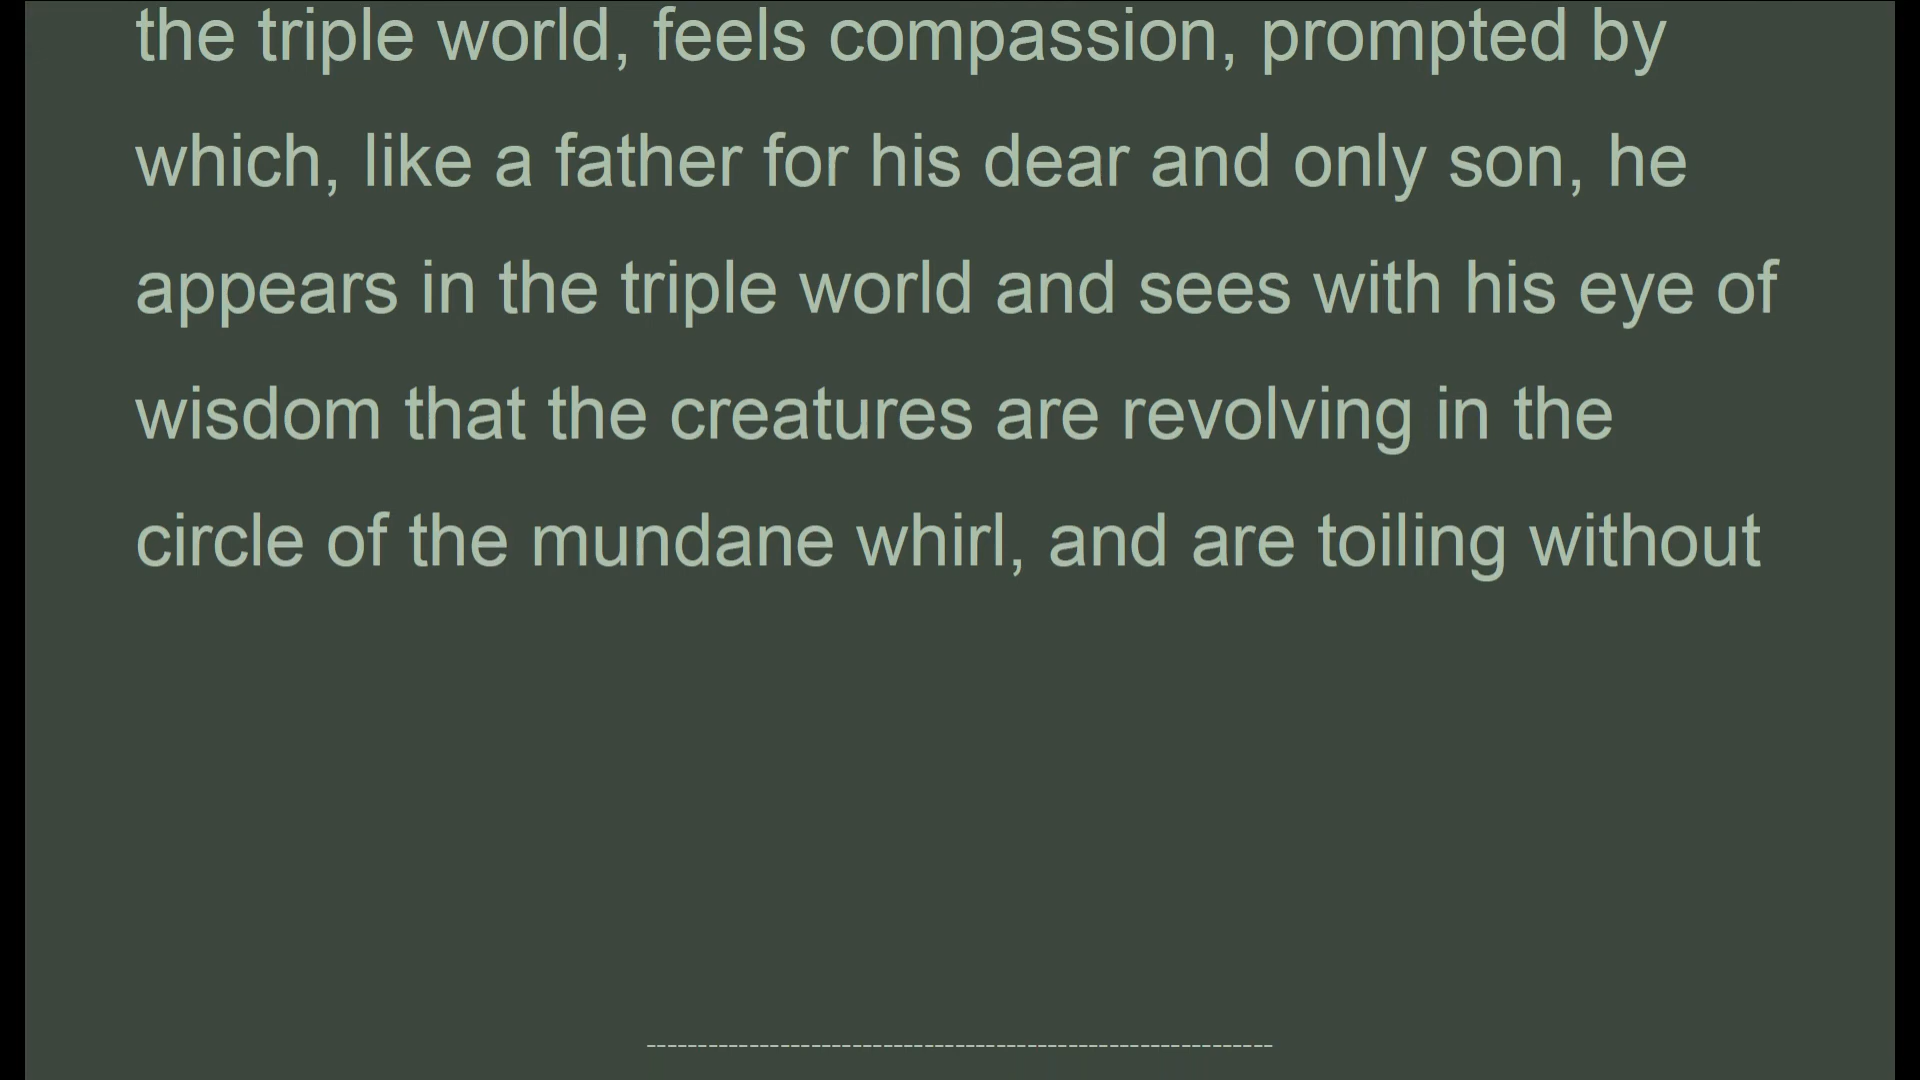 the triple world, feels compassion, prompted by
which, like a father for his dear and only son, he
appears in the triple world and sees with his eye of
wisdom that the creatures are revolving in the
circle of the mundane whirl, and are toiling without